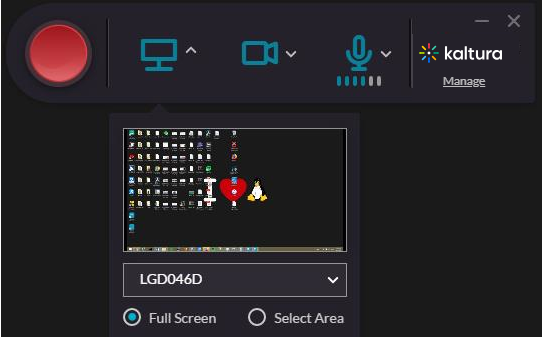 kaltura
Manage
LGD046D
Full Screen
Select Area